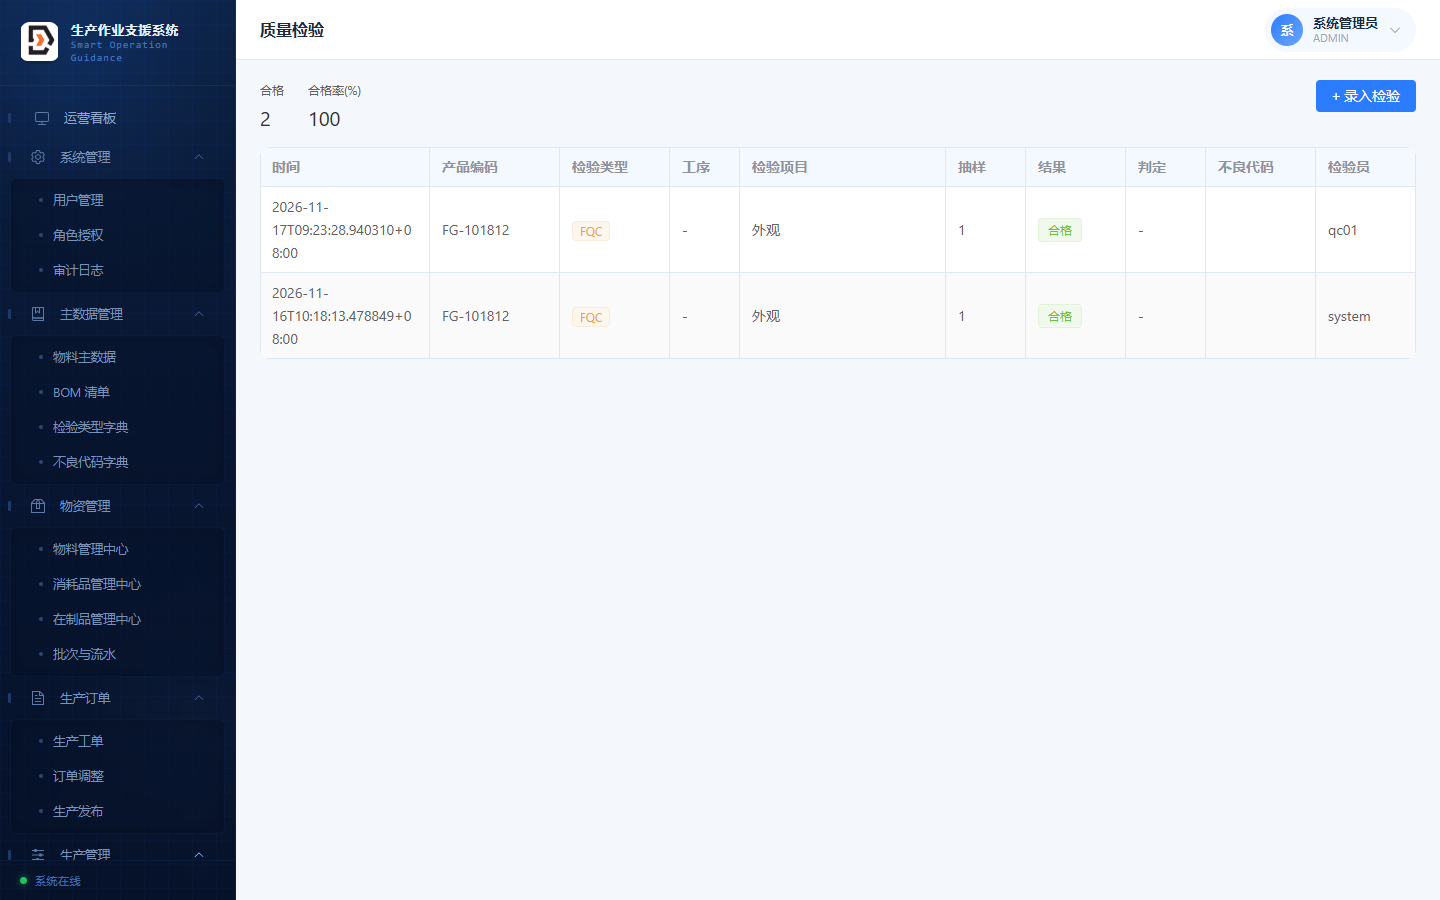 生产作业支援系统
Smart Operation
Guidance
运营看板
系统管理
用户管理
角色授权
审计日志
主数据管理
物料主数据
BOM 清单
检验类型字典
不良代码字典
物资管理
物料管理中心
消耗品管理中心
在制品管理中心
批次与流水
生产订单
生产工单
订单调整
生产发布
生产管理
系统在线
质量检验
系
系统管理员
ADMIN
合格 合格率(%)
2 100
+ 录入检验
时间 产品编码 检验类型 工序 检验项目 抽样 结果 判定 不良代码 检验员
2026-11-
17T09:23:28.940310+0 FG-101812 FQC - 外观 1 合格 - qc01
8:00
2026-11-
16T10:18:13.478849+0 FG-101812 FQC - 外观 1 合格 - system
8:00